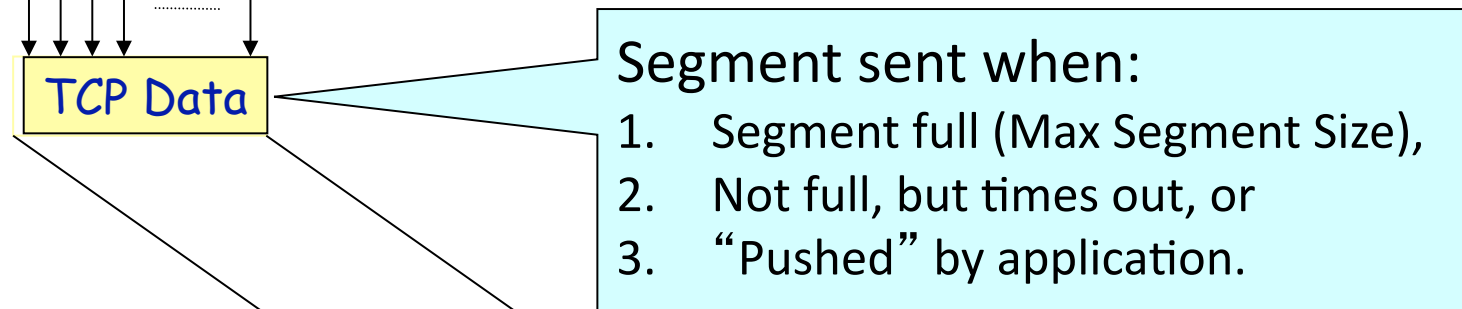 TCP Data
Segment sent when:
1. Segment full (Max Segment Size),
2. Not full, but times out, or
3. “Pushed” by application.